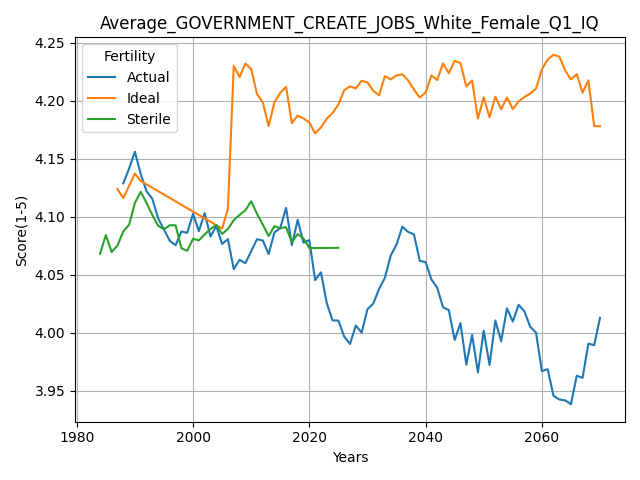 Average_GOVERNMENT_CREATE_JOBS_White_Female_Q1_IQ
Fertility
Actual
Ideal
Sterile
Score(1-5)
4.25
4.20
4.15
4.10
4.05
4.00
3.95
1980 2000 2020 2040 2060
Years